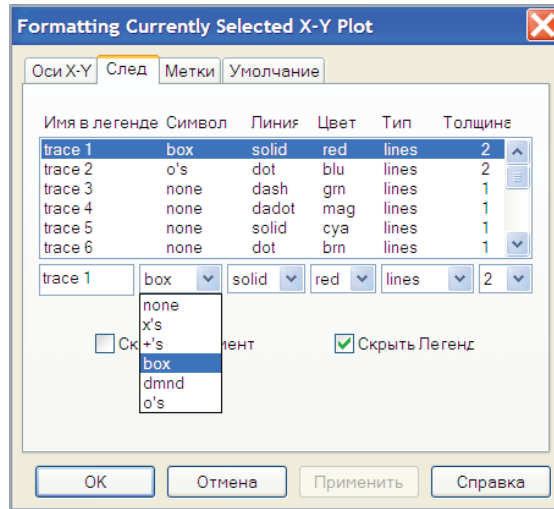 Formatting Currently Selected X-Y Plot
Оси X-Y След Метки Умолчание
Имя в легенде Символ Линия Цвет Тип Толщина
trace 1 box solid red lines 2
trace 2 o's dot blu lines 2
trace 3 none dash grn lines 1
trace 4 none dadot mag lines 1
trace 5 none solid cya lines 1
trace 6 none dot brn lines 1
trace 1 box solid red lines 2
none
x's
+'s
box
dmnd
o's
Скрыть Легенд
OK Отмена Применить Справка